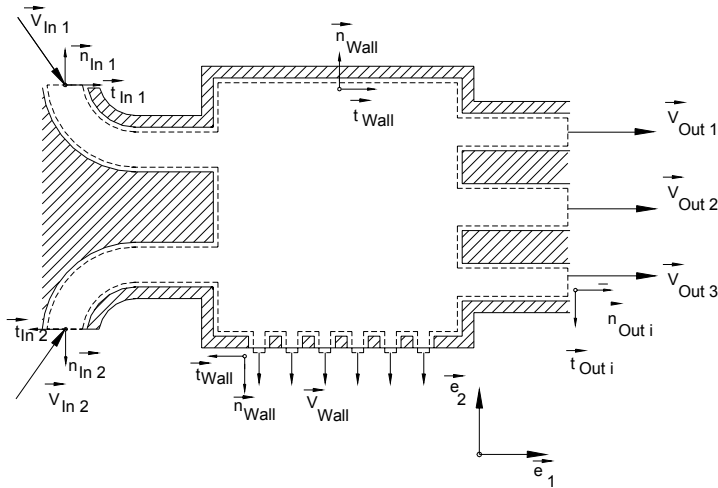 V In 1
n In 1
t In 1
n Wall
t Wall
V Out 1
V Out 2
V Out 3
n Out i
t Out i
t In 2
n In 2
V In 2
t Wall
n Wall
V Wall
e 2
e 1